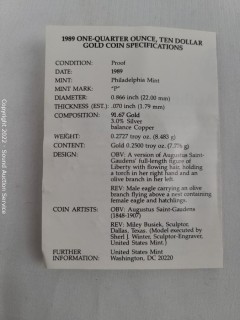 1989 ONE-QUARTER OUNCE, TEN DOLLAR
GOLD COIN SPECIFICATIONS
CONDITION: Proof
DATE: 1989
MINT: Philadelphia Mint
MINT MARK: "P"
DIAMETER: 0.866 inch (22.00 mm)
THICKNESS (EST.) .070 inch (1.79 mm)
COMPOSITION: 91.67 Gold
3.0% Silver
balance Copper
WEIGHT: 0.2727 troy oz. (8.483 g)
CONTENT: Gold 0.2500 troy oz. (7.776 g)
DESIGN: OBV: A version of Augustus Saint-
Gaudens' full-length figure of
Liberty with flowing hair, holding
a torch in her right hand and an
olive branch in her left.
REV: Male eagle carrying an olive
branch flying above a nest containing
female eagle and hatchlings.
COIN ARTISTS: OBV: Augustus Saint-Gaudens
(1848-1907)
REV: Miley Busiek, Sculptor,
Dallas, Texas. (Model executed by
Sherl J. Winter, Sculptor-Engraver,
United States Mint.)
FURTHER United States Mint
INFORMATION: Washington, DC 20220
Copyright 2022 - Sound Auction Service